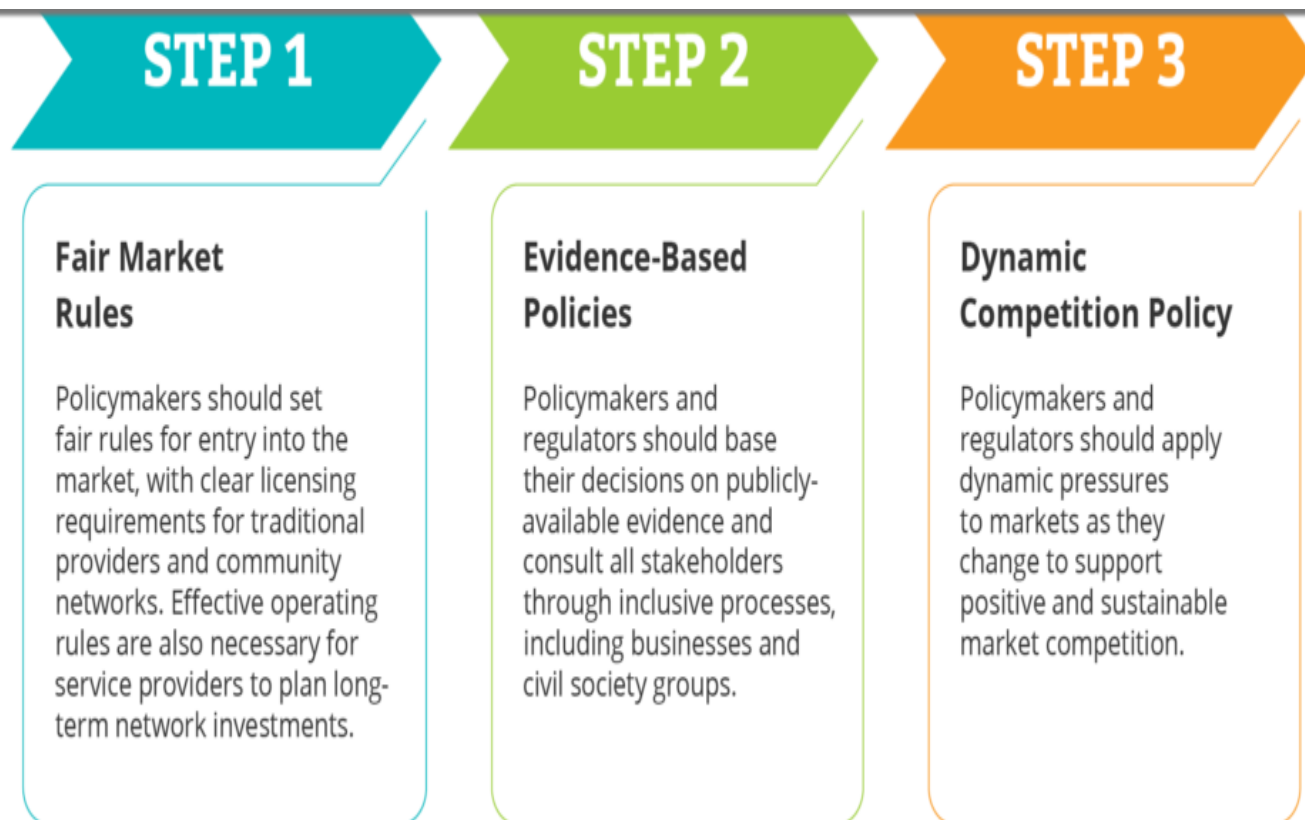 STEP 1
STEP 2
STEP 3
Fair Market
Rules
Policymakers should set
fair rules for entry into the
market, with clear licensing
requirements for traditional
providers and community
networks. Effective operating
rules are also necessary for
service providers to plan long-
term network investments.
Evidence-Based
Policies
Policymakers and
regulators should base
their decisions on publicly-
available evidence and
consult all stakeholders
through inclusive processes,
including businesses and
civil society groups.
Dynamic
Competition Policy
Policymakers and
regulators should apply
dynamic pressures
to markets as they
change to support
positive and sustainable
market competition.